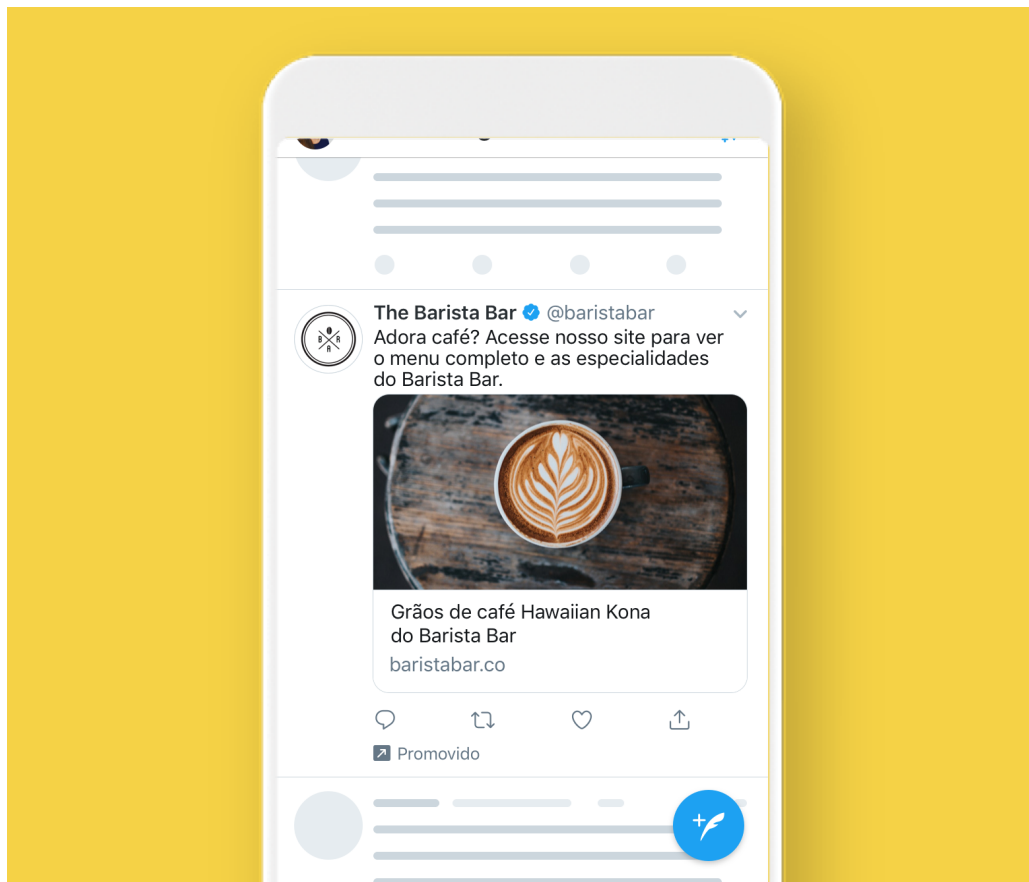 The Barista Bar @baristabar
Adora café? Acesse nosso site para ver
o menu completo e as especialidades
do Barista Bar.
B R
A
Grãos de café Hawaiian Kona
do Barista Bar
baristabar.co
Promovido